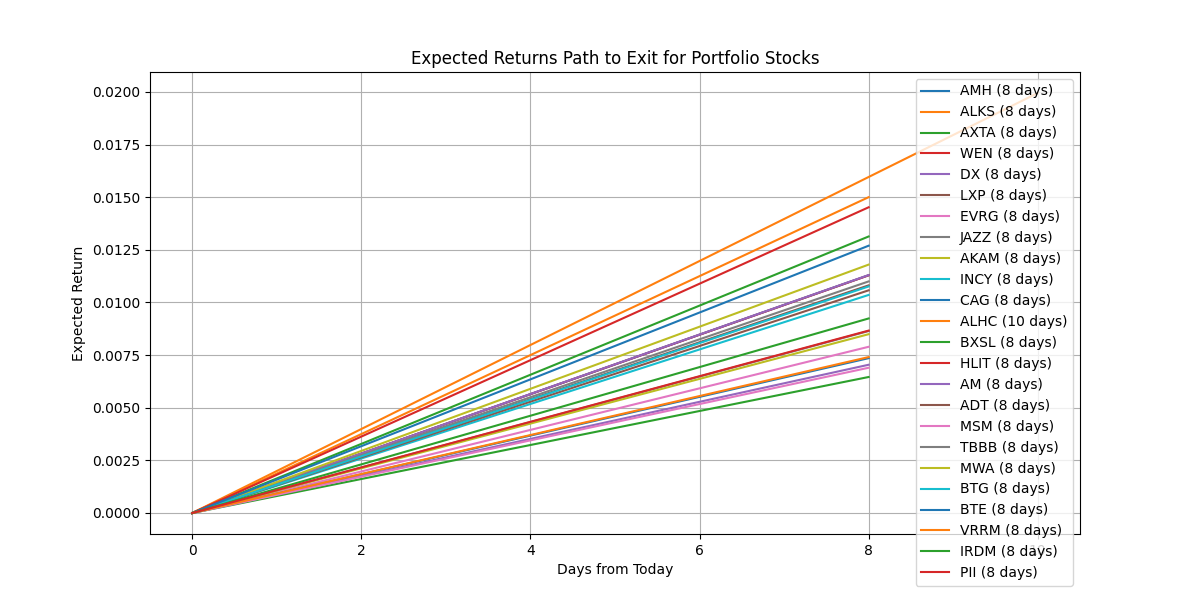 Expected Returns Path to Exit for Portfolio Stocks
Expected Return
0.0200
0.0175
0.0150
0.0125
0.0100
0.0075
0.0050
0.0025
0.0000
0 2 4 6 8
Days from Today
AMH (8 days)
ALKS (8 days)
AXTA (8 days)
WEN (8 days)
DX (8 days)
LXP (8 days)
EVRG (8 days)
JAZZ (8 days)
AKAM (8 days)
INCY (8 days)
CAG (8 days)
ALHC (10 days)
BXSL (8 days)
HLIT (8 days)
AM (8 days)
ADT (8 days)
MSM (8 days)
TBBB (8 days)
MWA (8 days)
BTG (8 days)
BTE (8 days)
VRRM (8 days)
IRDM (8 days)
PII (8 days)